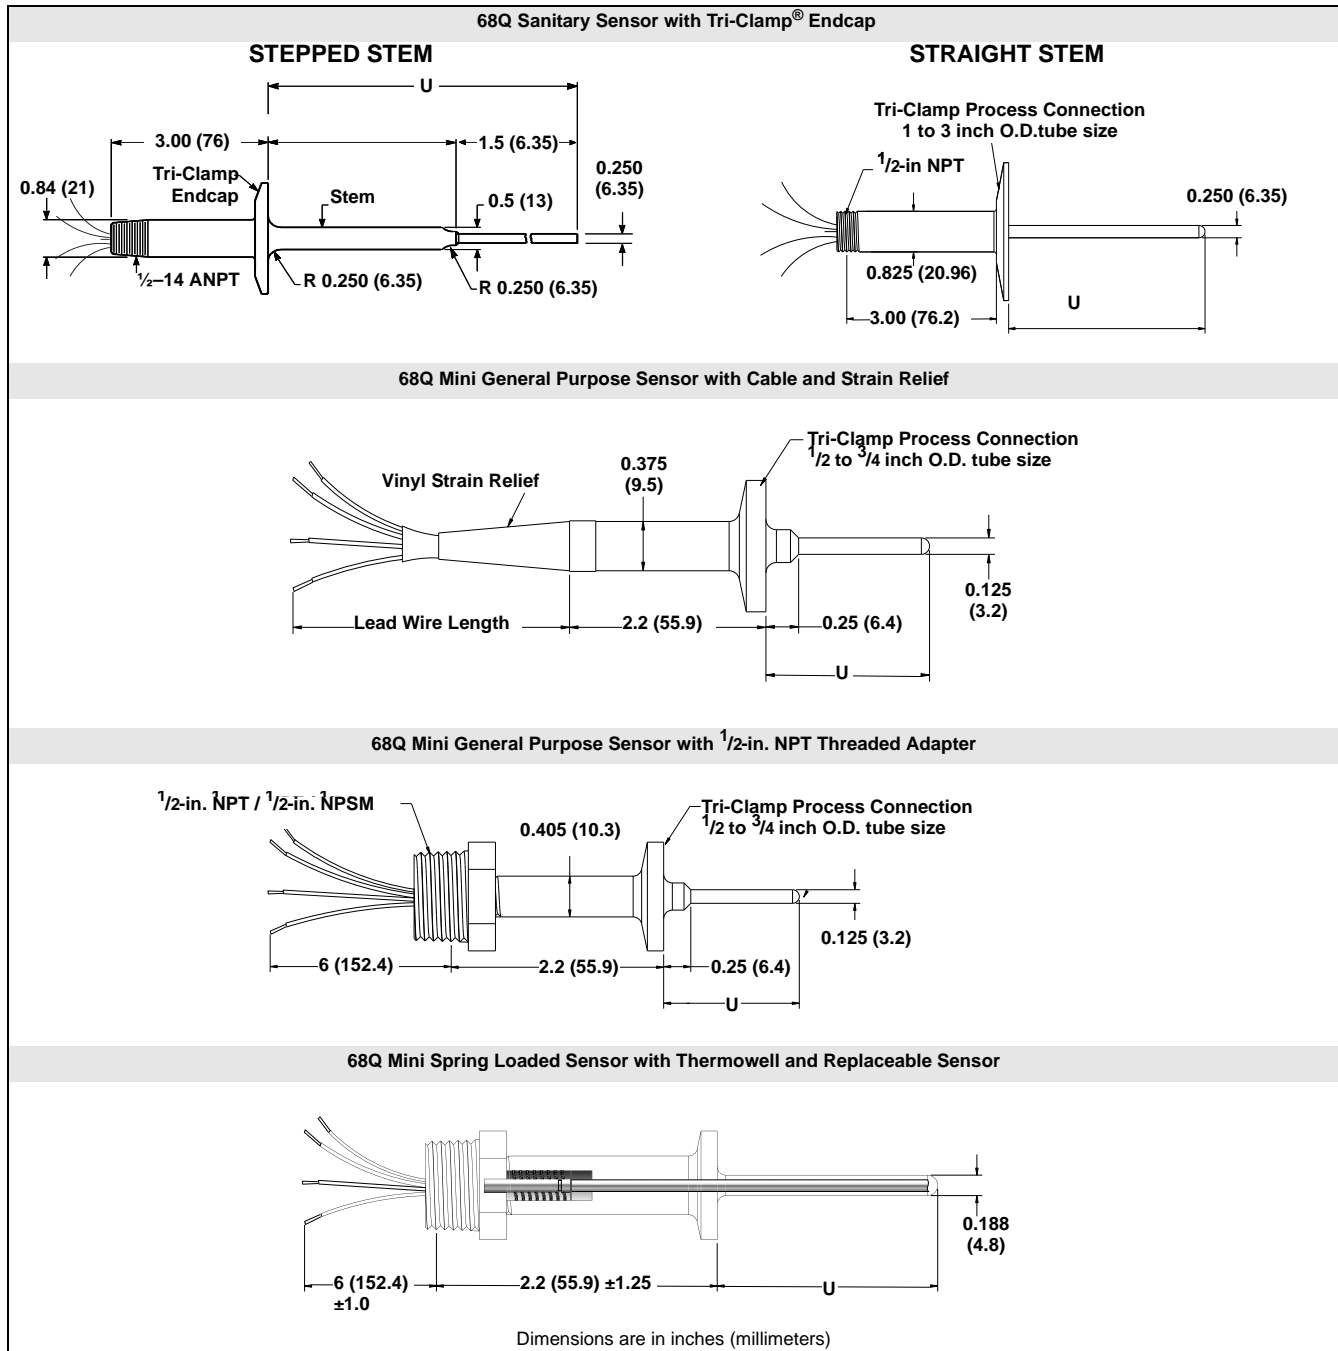 68Q Sanitary Sensor with Tri-Clamp® Endcap
STEPPED STEM
STRAIGHT STEM
U
3.00 (76)
1.5 (6.35)
0.84 (21)
Tri-Clamp
Endcap
Stem
0.5 (13)
0.250
(6.35)
½–14 ANPT
R 0.250 (6.35)
R 0.250 (6.35)
Tri-Clamp Process Connection
1 to 3 inch O.D.tube size
1/2-in NPT
0.250 (6.35)
0.825 (20.96)
3.00 (76.2)
U
68Q Mini General Purpose Sensor with Cable and Strain Relief
Tri-Clamp Process Connection
1/2 to 3/4 inch O.D. tube size
0.375
(9.5)
Vinyl Strain Relief
0.125
(3.2)
Lead Wire Length
2.2 (55.9)
0.25 (6.4)
U
68Q Mini General Purpose Sensor with 1/2-in. NPT Threaded Adapter
1/2-in. NPT / 1/2-in. NPSM
Tri-Clamp Process Connection
1/2 to 3/4 inch O.D. tube size
0.405 (10.3)
0.125 (3.2)
6 (152.4)
2.2 (55.9)
0.25 (6.4)
U
68Q Mini Spring Loaded Sensor with Thermowell and Replaceable Sensor
0.188
(4.8)
6 (152.4)
±1.0
2.2 (55.9) ±1.25
U
Dimensions are in inches (millimeters)